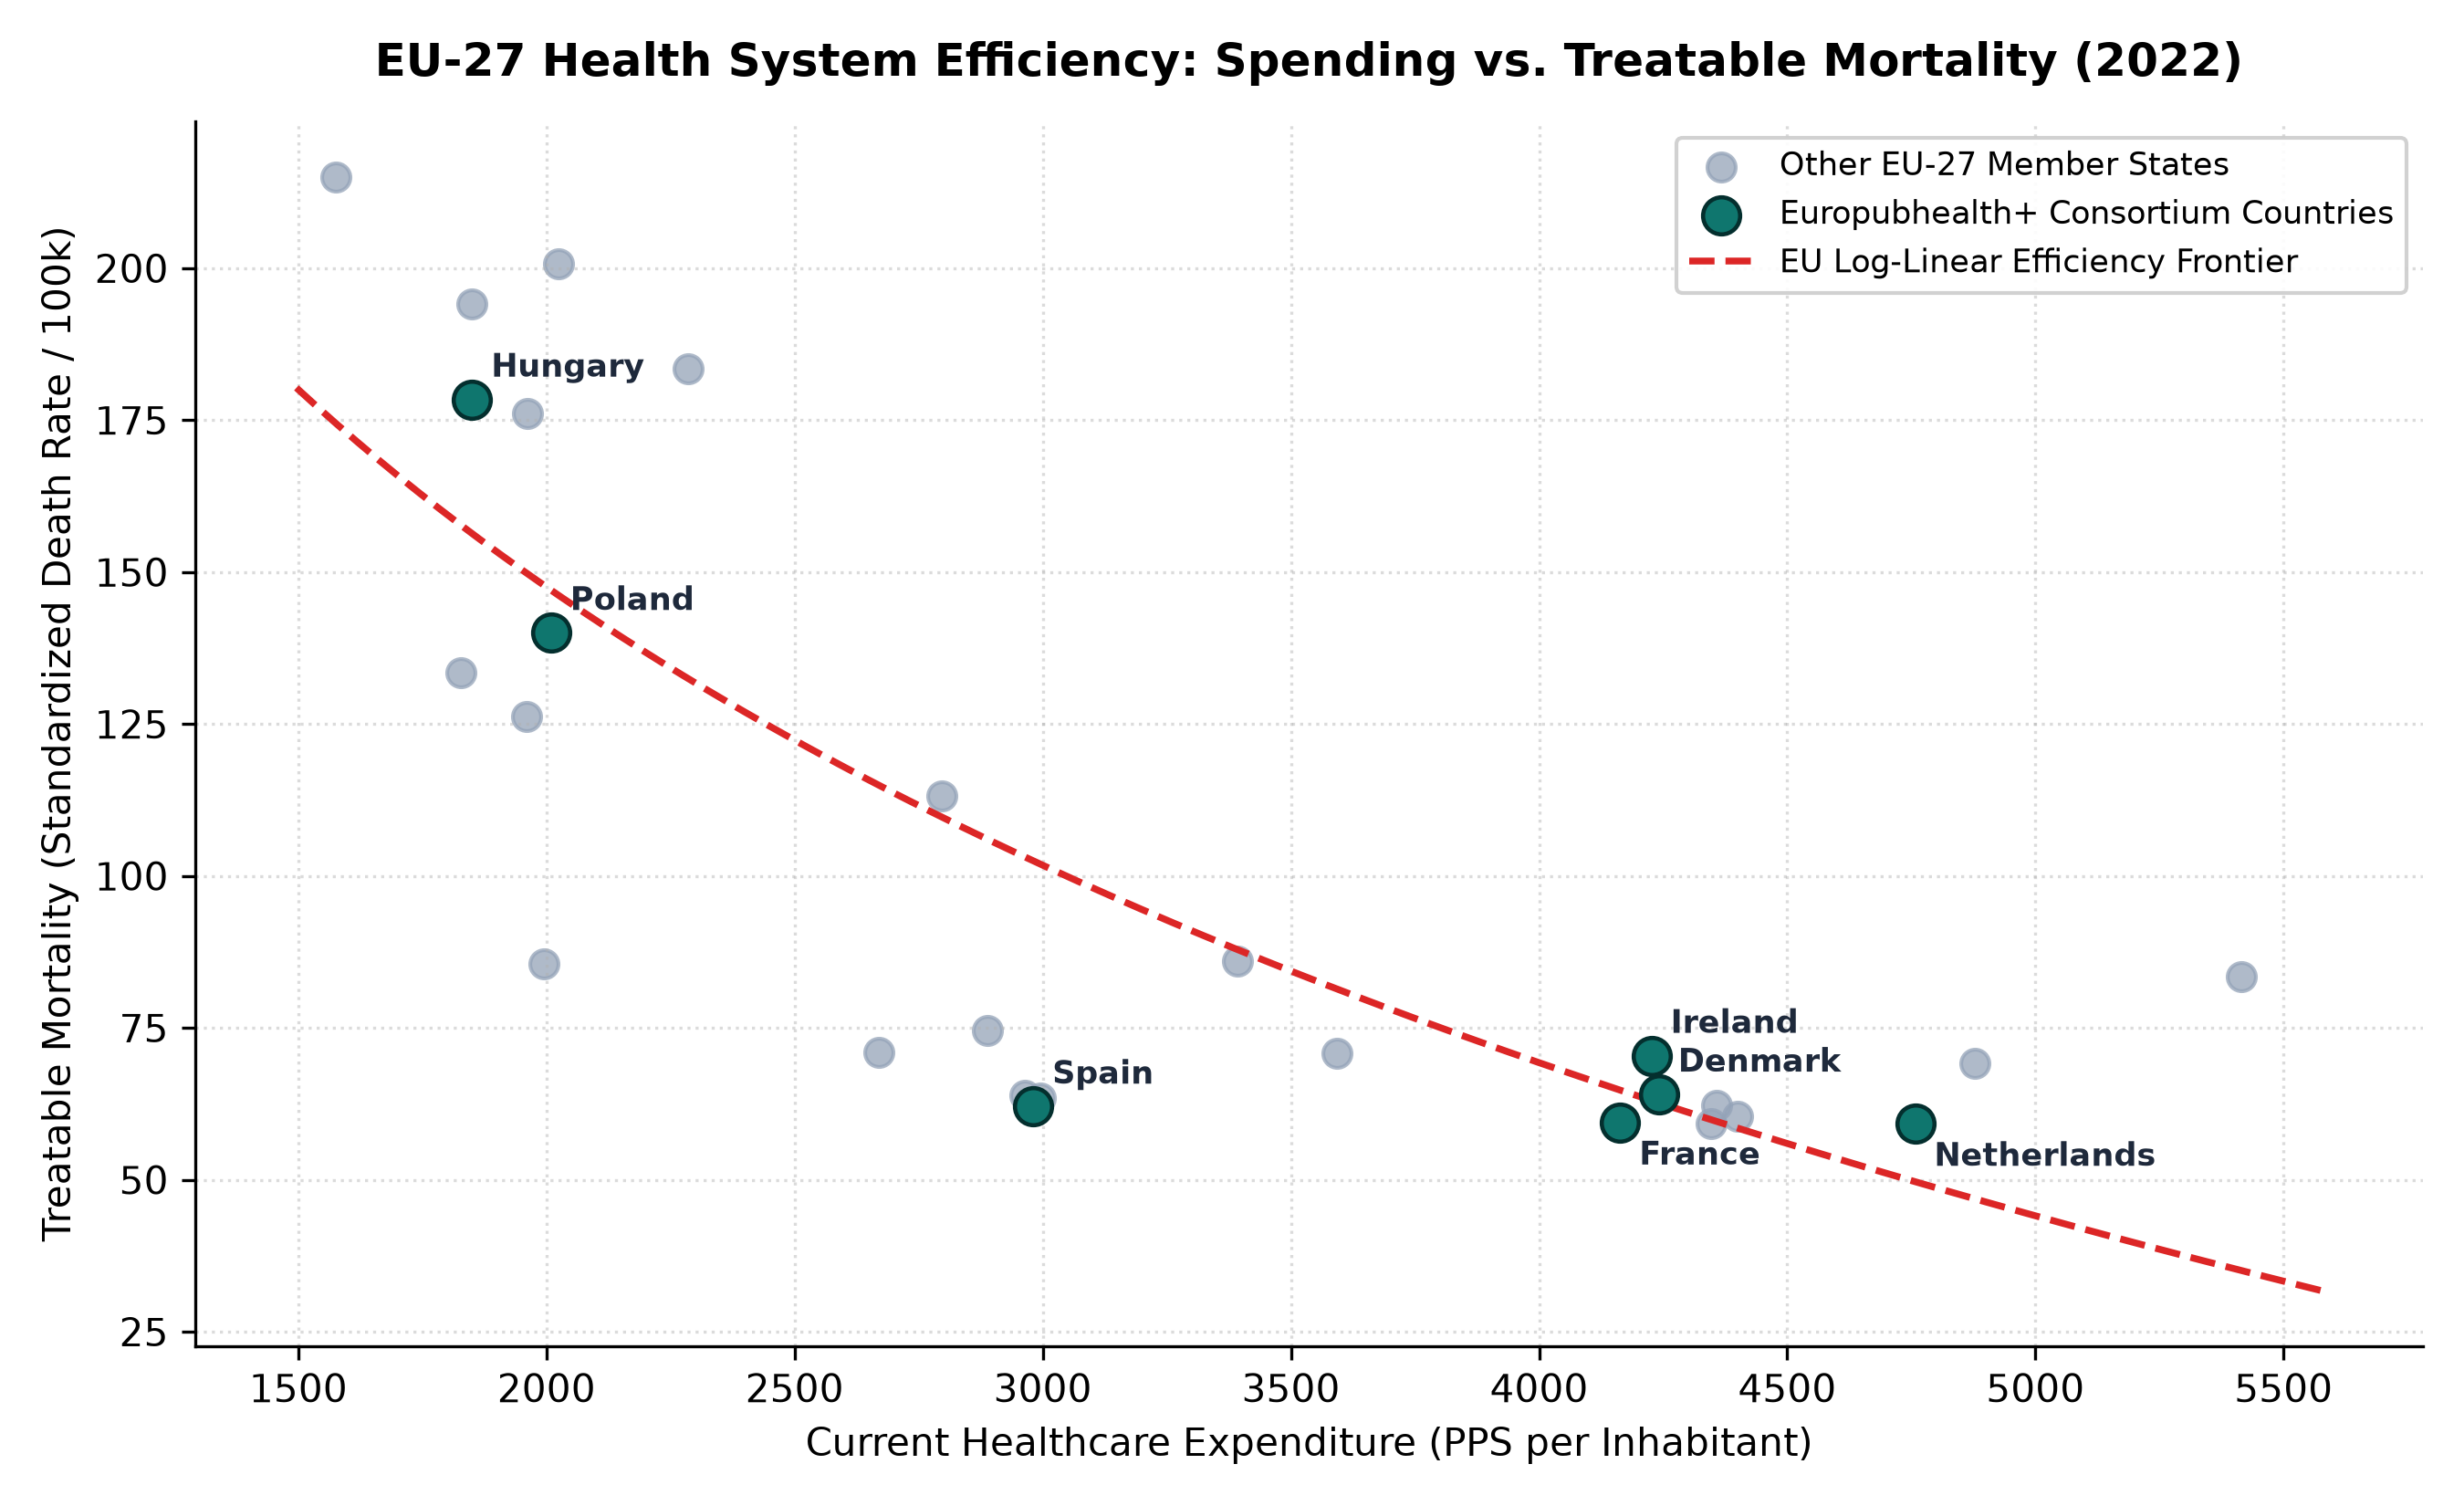 EU-27 Health System Efficiency: Spending vs. Treatable Mortality (2022)
Other EU-27 Member States
Europubhealth+ Consortium Countries
EU Log-Linear Efficiency Frontier
Treatable Mortality (Standardized Death Rate / 100k)
200
175
150
125
100
75
50
25
Hungary
Poland
Spain
Ireland
Denmark
France
Netherlands
1500 2000 2500 3000 3500 4000 4500 5000 5500
Current Healthcare Expenditure (PPS per Inhabitant)